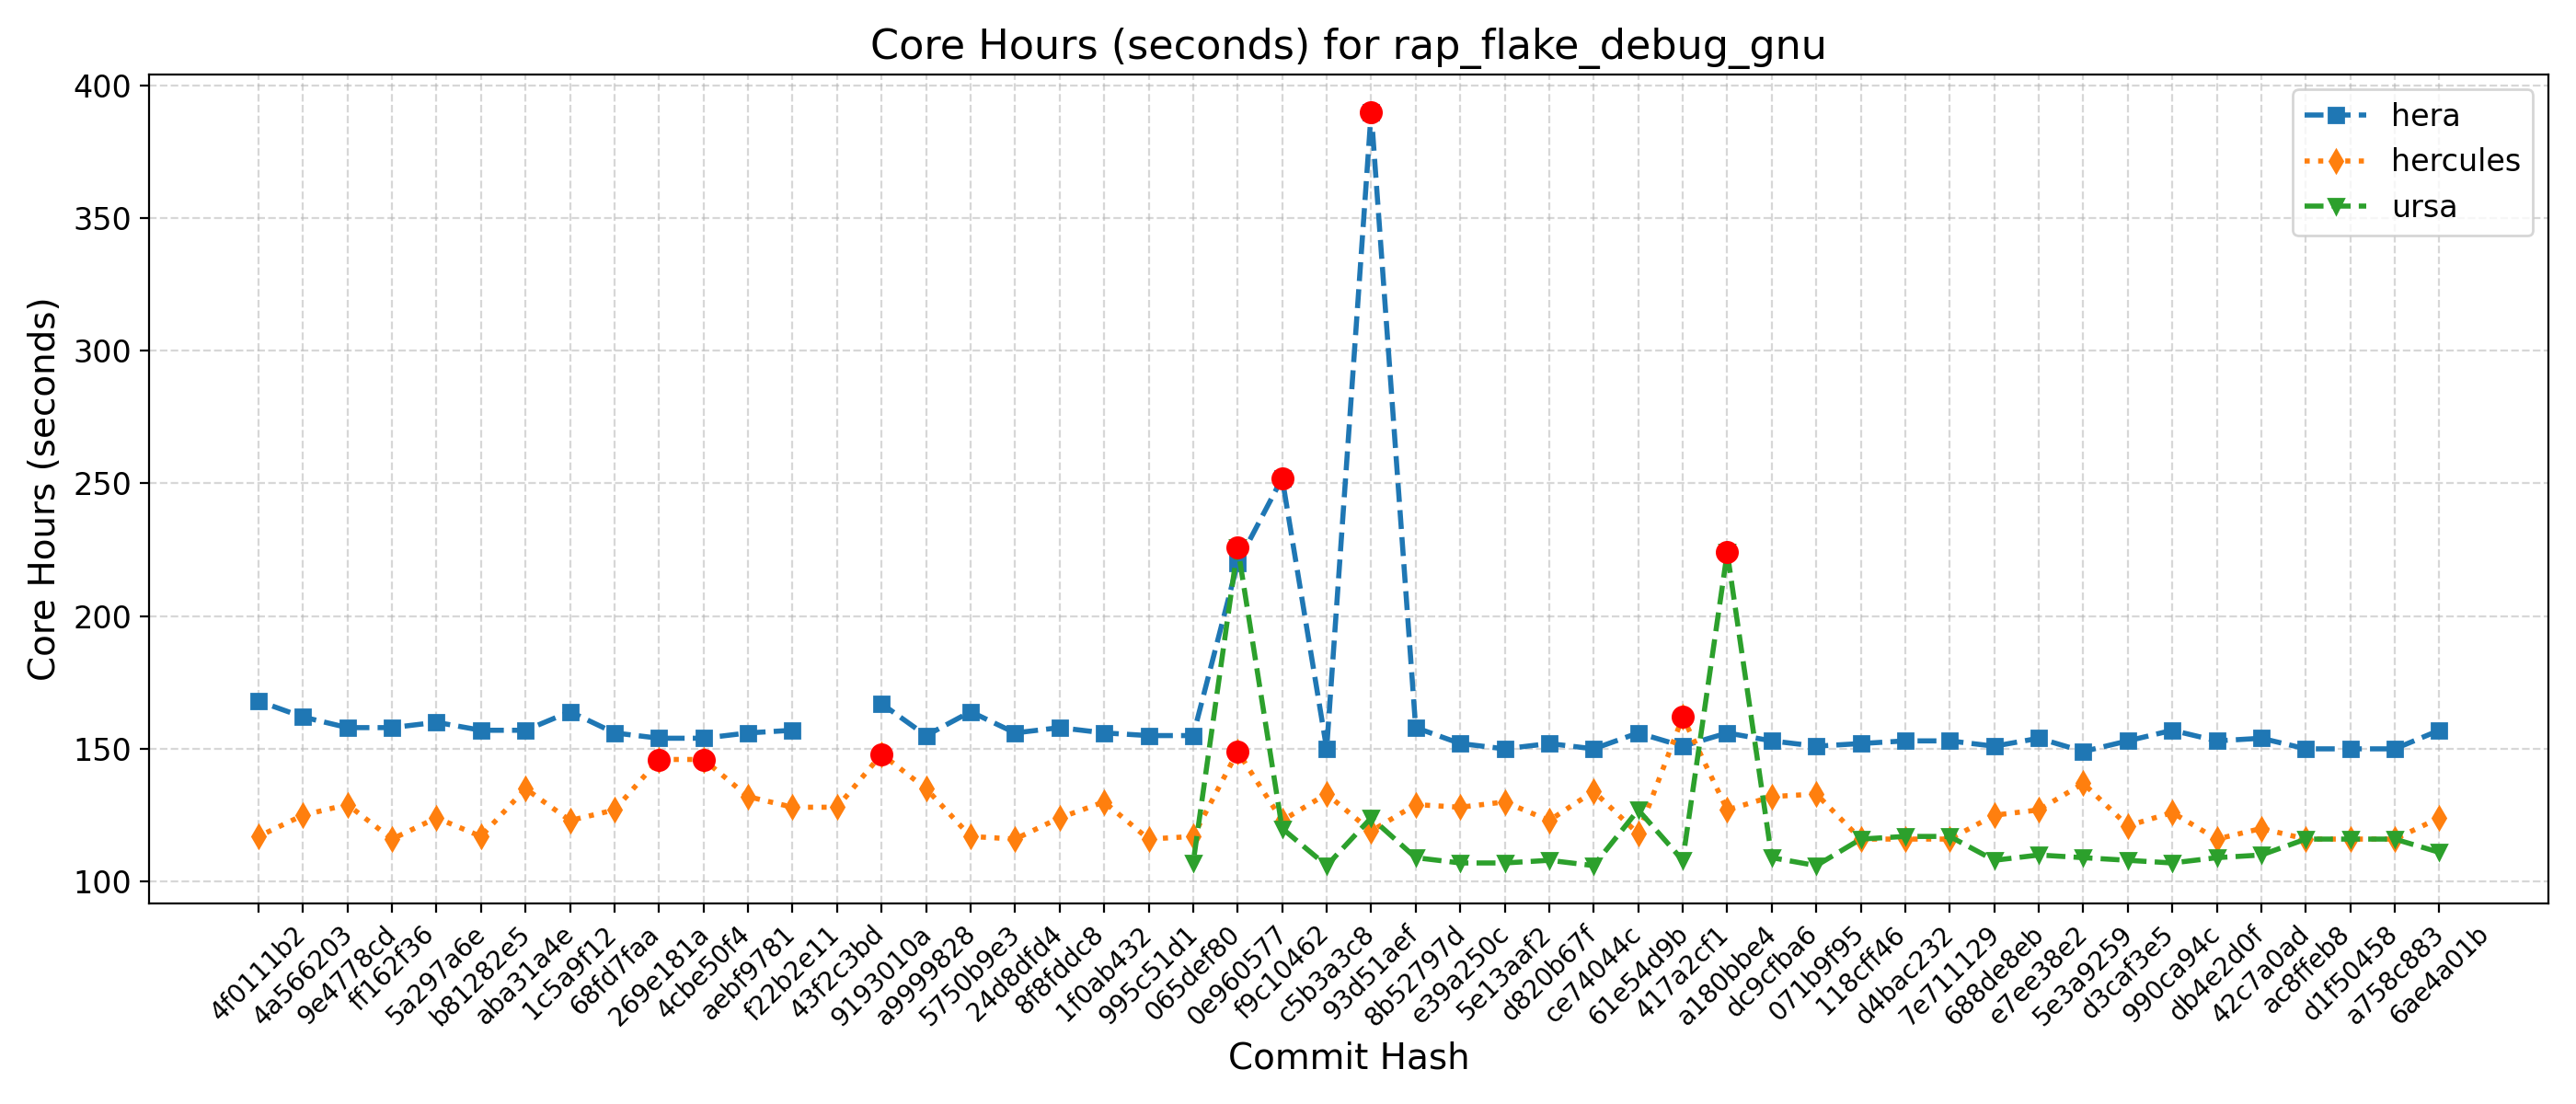 Core Hours (seconds) for rap_flake_debug_gnu
400
350
300
250
200
150
100
Core Hours (seconds)
hera
hercules
ursa
4f0111b2
4a566203
9e4778cd
ff162f36
5a297a6e
b81282e5
aba31a4e
1c5a9f12
68fd7faa
269e181a
4cbe50f4
aebf9781
f22b2e11
43f2c3bd
9193010a
a9999828
5750b9e3
24d8dfd4
8f8fddc8
1f0ab432
995c51d1
065def80
0e960577
f9c10462
c5b3a3c8
93d51aef
8b52797d
e39a250c
5e13aaf2
d820b67f
ce74044c
61e54d9b
417a2cf1
a180bbe4
dc9cfba6
071b9f95
118cff46
d4bac232
7e711129
688de8eb
e7ee38e2
5e3a9259
d3caf3e5
990ca94c
db4e2d0f
42c7a0ad
ac8ffeb8
d1f50458
a758c883
6ae4a01b
Commit Hash